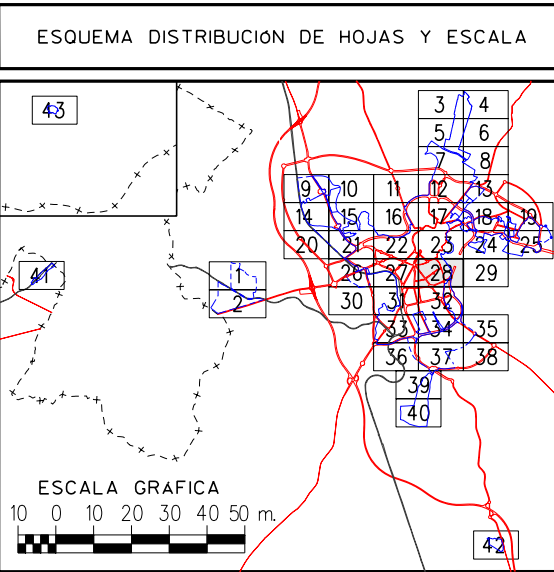 ESQUEMA DISTRIBUCIóN DE HOJAS Y ESCALA
43
3 4
5 6
7 8
9 10 11 12 13
14 15 16 17 18 19
20 21 22 23 24 25
41
1
2
26 27 28 29
30 31 32
33 34 35
36 37 38
39
40
ESCALA GRÁFICA
10 0 10 20 30 40 50 m.
42